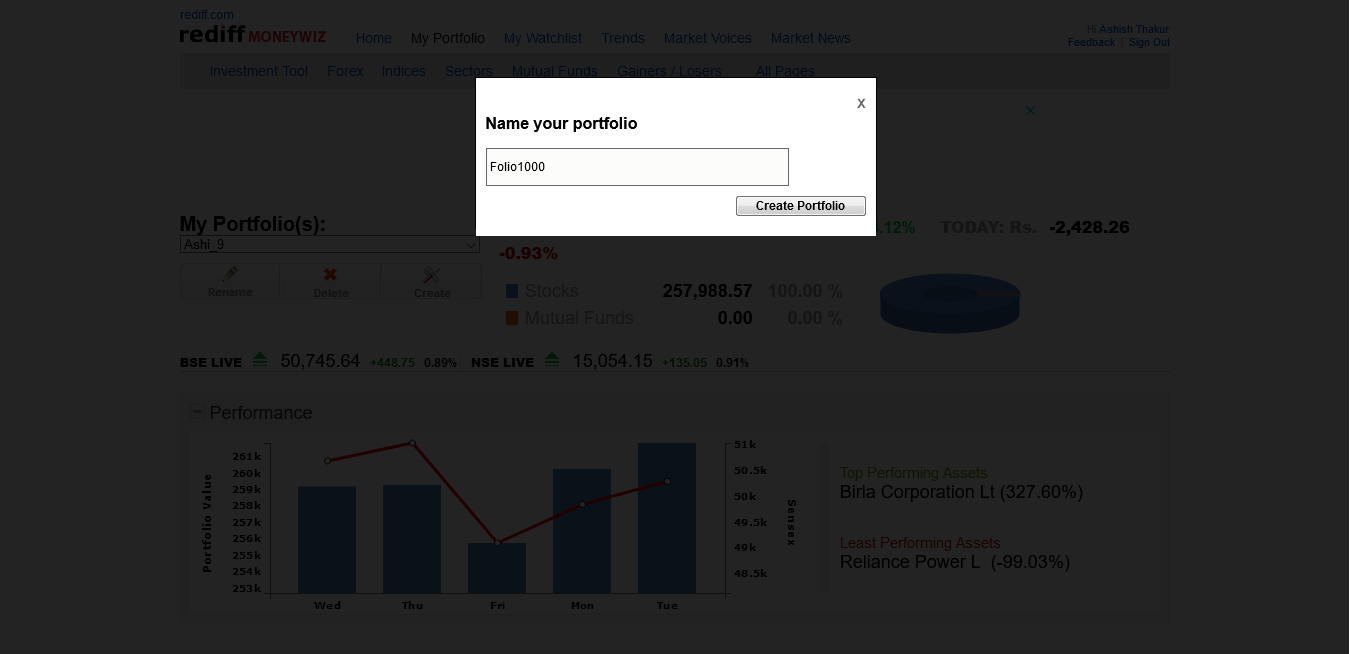 rediff.com
rediff MONEYWIZ
Home My Portfolio My Watchlist Trends Market Voices Market News
Hi Ashish Thakur
Feedback | Sign Out
Investment Tool Forex Indices Sectors Mutual Funds Gainers / Losers All Pages
x
Name your portfolio
Folio1000
Create Portfolio
My Portfolio(s):
Ashi_9
Rename Delete Create
.12% TODAY: Rs. -2,428.26
-0.93%
Stocks 257,988.57 100.00 %
Mutual Funds 0.00 0.00 %
BSE LIVE 50,745.64 +448.75 0.89% NSE LIVE 15,054.15 +135.05 0.91%
Performance
Portfolio Value
261k
260k
259k
258k
257k
256k
255k
254k
253k
Wed Thu Fri Mon Tue
51k
50.5k
50k
49.5k
49k
48.5k
Sensex
Top Performing Assets
Birla Corporation Lt (327.60%)
Least Performing Assets
Reliance Power L (-99.03%)